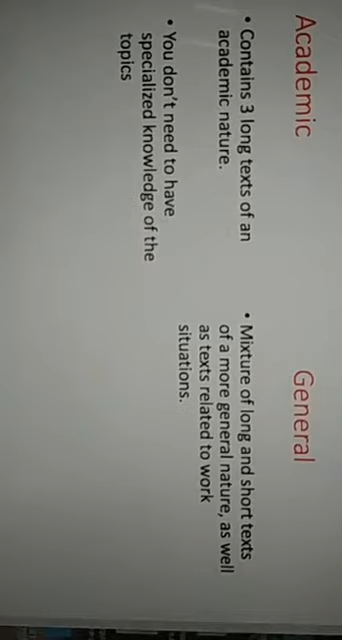 Academic
• Contains 3 long texts of an
academic nature.
• You don't need to have
specialized knowledge of the
topics
General
• Mixture of long and short texts
of a more general nature, as well
as texts related to work
situations.